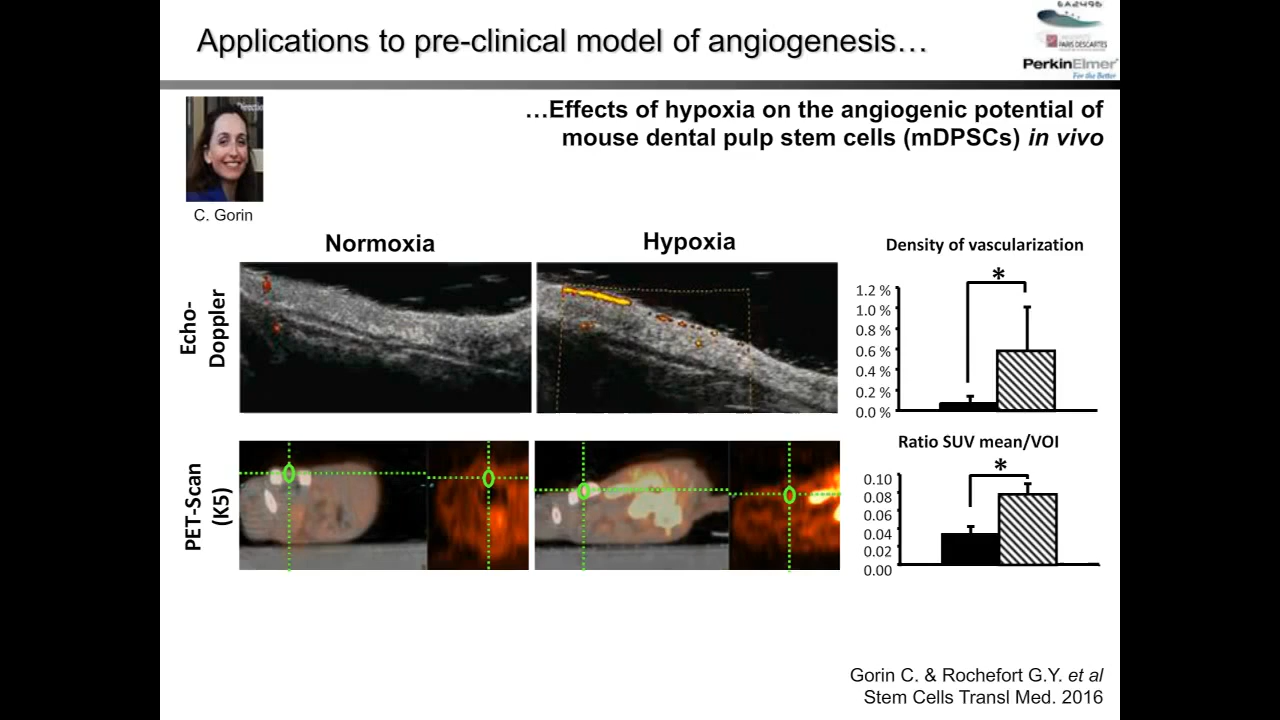 Applications to pre-clinical model of angiogenesis…
EA2496
PARIS DESCARTES
PerkinElmer
For the Better
…Effects of hypoxia on the angiogenic potential of
mouse dental pulp stem cells (mDPSCs) in vivo
C. Gorin
Normoxia
Hypoxia
Density of vascularization
Echo-
Doppler
*
1.2 %
1.0 %
0.8 %
0.6 %
0.4 %
0.2 %
0.0 %
Ratio SUV mean/VOI
PET-Scan
(K5)
*
0.10
0.08
0.06
0.04
0.02
0.00
Gorin C. & Rochefort G.Y. et al
Stem Cells Transl Med. 2016